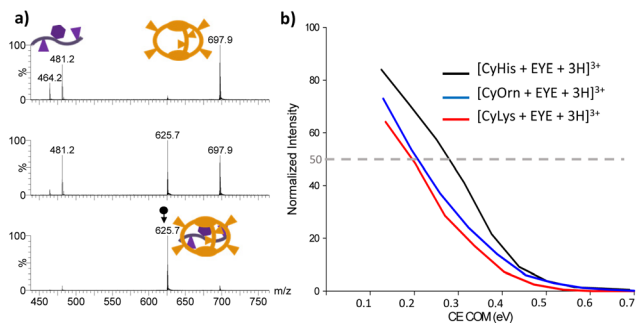 a)
100
%
0
464.2
481.2
697.9
100
%
0
481.2
625.7
697.9
100
%
0
625.7
450 500 550 600 650 700 750 m/z
b)
Normalized Intensity
100
80
60
50
40
20
0
[CyHis + EYE + 3H]³⁺
[CyOrn + EYE + 3H]³⁺
[CyLys + EYE + 3H]³⁺
0.1 0.2 0.3 0.4 0.5 0.6 0.7
CE COM (eV)